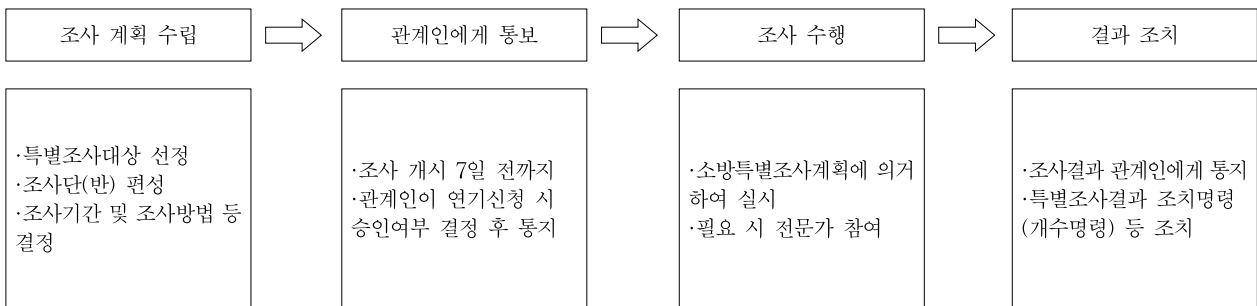 조사 계획 수립
관계인에게 통보
조사 수행
결과 조치
·특별조사대상 선정
·조사단(반) 편성
·조사기간 및 조사방법 등
결정
·조사 개시 7일 전까지
·관계인이 연기신청 시
승인여부 결정 후 통지
·소방특별조사계획에 의거
하여 실시
·필요 시 전문가 참여
·조사결과 관계인에게 통지
·특별조사결과 조치명령
(개수명령) 등 조치